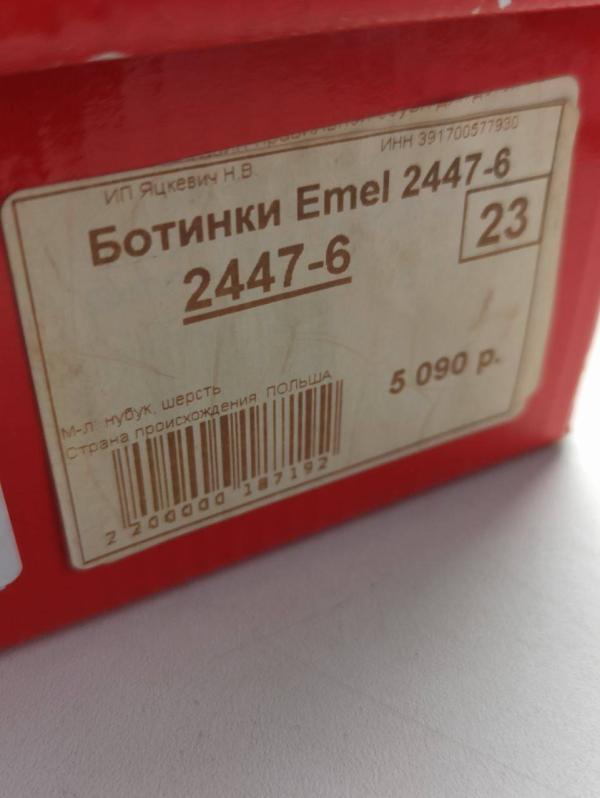 ИП Яцкевич Н.В.
ИНН 391700577930
Ботинки Emel 2447-6
2447-6
23
5 090 р.
М-л: нубук, шерсть
Страна происхождения ПОЛЬША
2 200000 187192